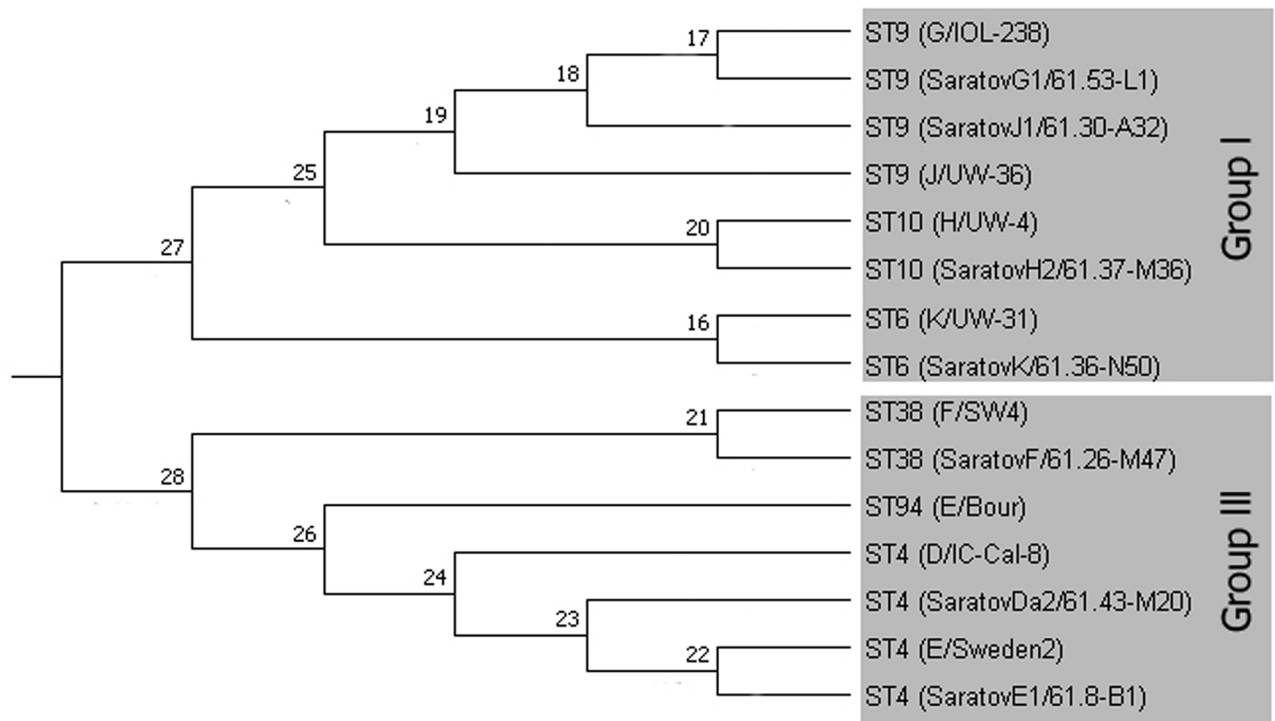 17
ST9 (G/IOL-238)
18
ST9 (SaratovG1/61.53-L1)
19
ST9 (SaratovJ1/61.30-A32)
25
ST9 (J/UW-36)
20
ST10 (H/UW-4)
27
ST10 (SaratovH2/61.37-M36)
16
ST6 (K/UW-31)
ST6 (SaratovK/61.36-N50)
Group I
21
ST38 (F/SW4)
28
ST38 (SaratovF/61.26-M47)
26
ST94 (E/Bour)
24
ST4 (D/IC-Cal-8)
23
ST4 (SaratovDa2/61.43-M20)
22
ST4 (E/Sweden2)
ST4 (SaratovE1/61.8-B1)
Group III